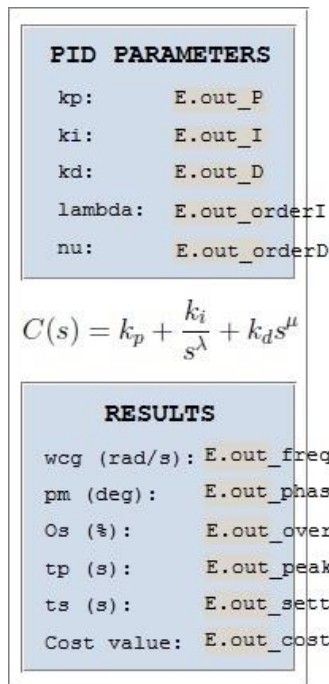 PID PARAMETERS
kp: E.out_P
ki: E.out_I
kd: E.out_D
lambda: E.out_orderI
nu: E.out_orderD
C(s) = k_p + \frac{k_i}{s^λ} + k_d s^μ
RESULTS
wcg (rad/s): E.out_freq
pm (deg): E.out_phas
Os (%): E.out_over
tp (s): E.out_peak
ts (s): E.out_sett
Cost value: E.out_cost